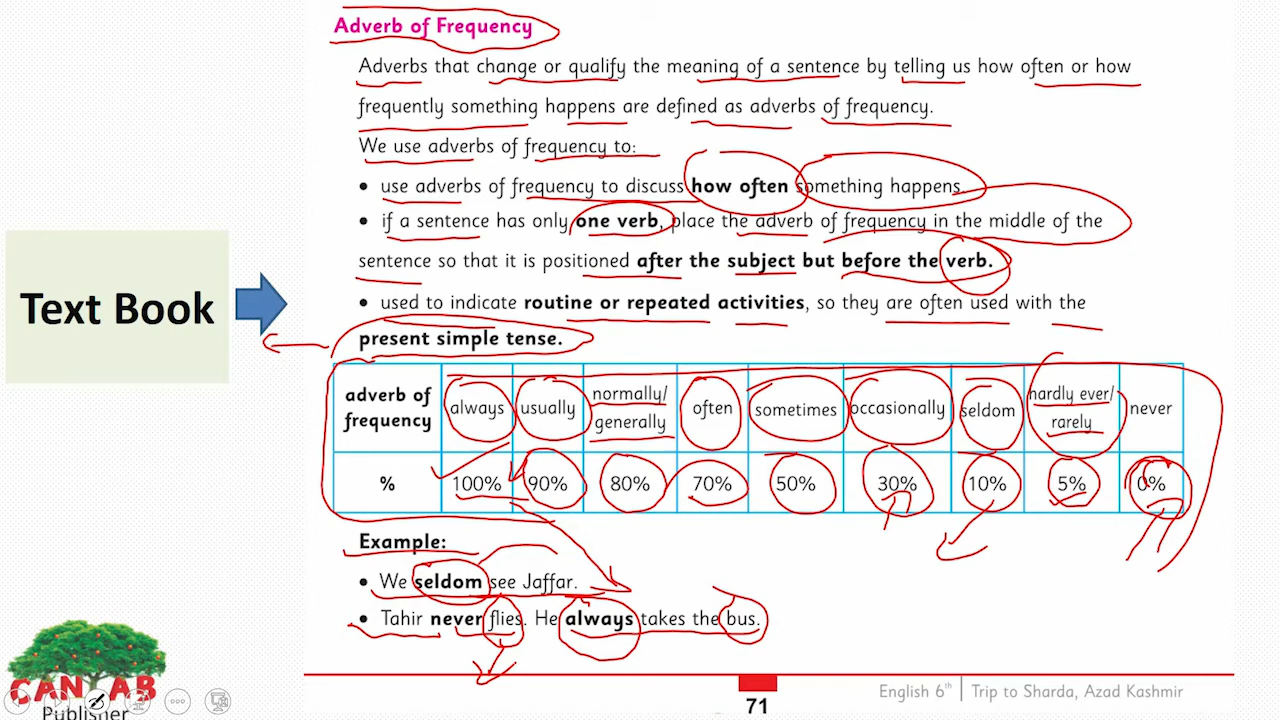 Adverb of Frequency
Adverbs that change or qualify the meaning of a sentence by telling us how often or how
frequently something happens are defined as adverbs of frequency.
We use adverbs of frequency to:
• use adverbs of frequency to discuss how often something happens.
• if a sentence has only one verb, place the adverb of frequency in the middle of the
sentence so that it is positioned after the subject but before the verb.
• used to indicate routine or repeated activities, so they are often used with the
present simple tense.
Text Book
adverb of frequency always usually normally/ generally often sometimes occasionally seldom hardly ever/ rarely never
% 100% 90% 80% 70% 50% 30% 10% 5% 0%
Example:
• We seldom see Jaffar.
• Tahir never flies. He always takes the bus.
CANTAB
Publisher
English 6th | Trip to Sharda, Azad Kashmir
71